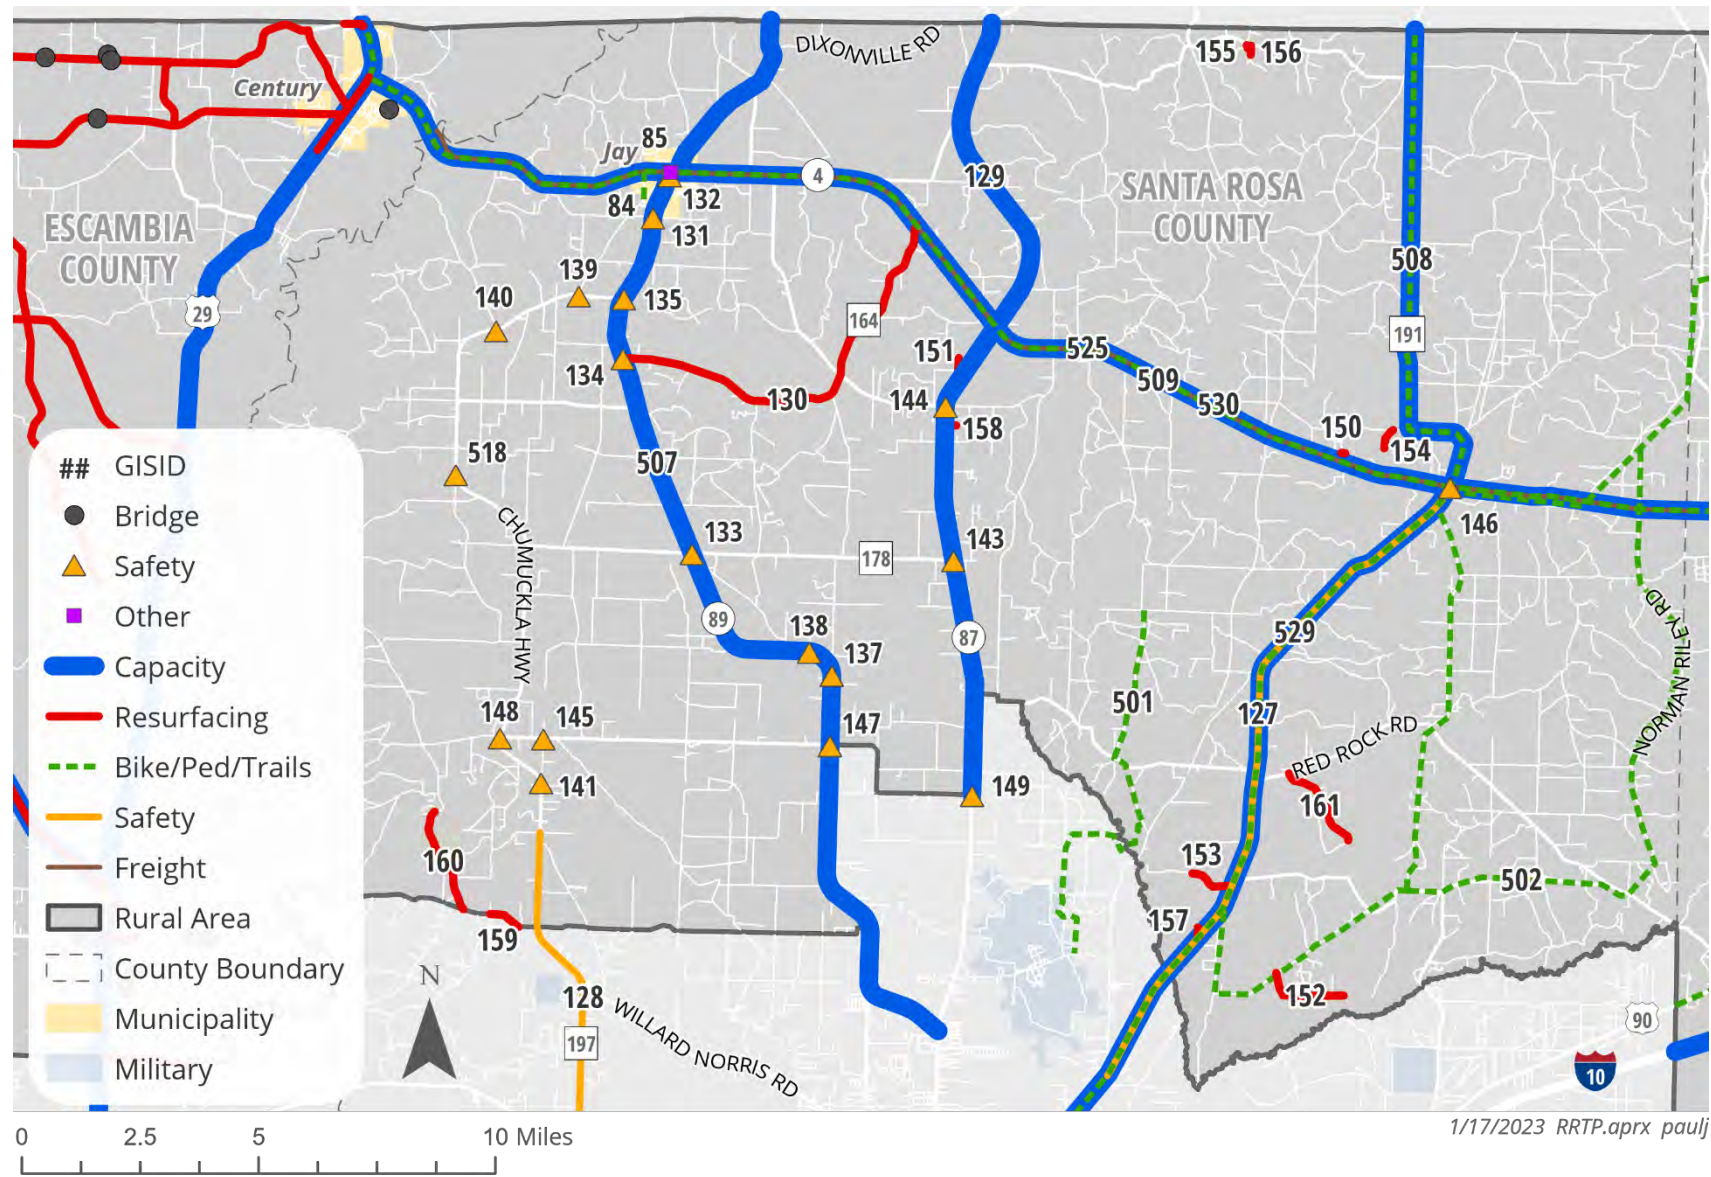 DIXONVILLE RD
155
156
Century
85
Jay
4
129
SANTA ROSA
COUNTY
84
132
131
ESCAMBIA
COUNTY
508
139
140
135
29
164
191
151
525
134
509
130
144
530
158
150
154
518
507
CHUMUCKLA HWY
146
133
178
143
NORMAN RILEY RD
89
138
137
87
529
501
127
148
145
147
RED ROCK RD
141
149
161
160
153
502
157
159
128
WILLARD NORRIS RD
152
197
90
10
N
## GISID
Bridge
Safety
Other
Capacity
Resurfacing
Bike/Ped/Trails
Safety
Freight
Rural Area
County Boundary
Municipality
Military
0 2.5 5 10 Miles
1/17/2023 RRTP.aprx paulj